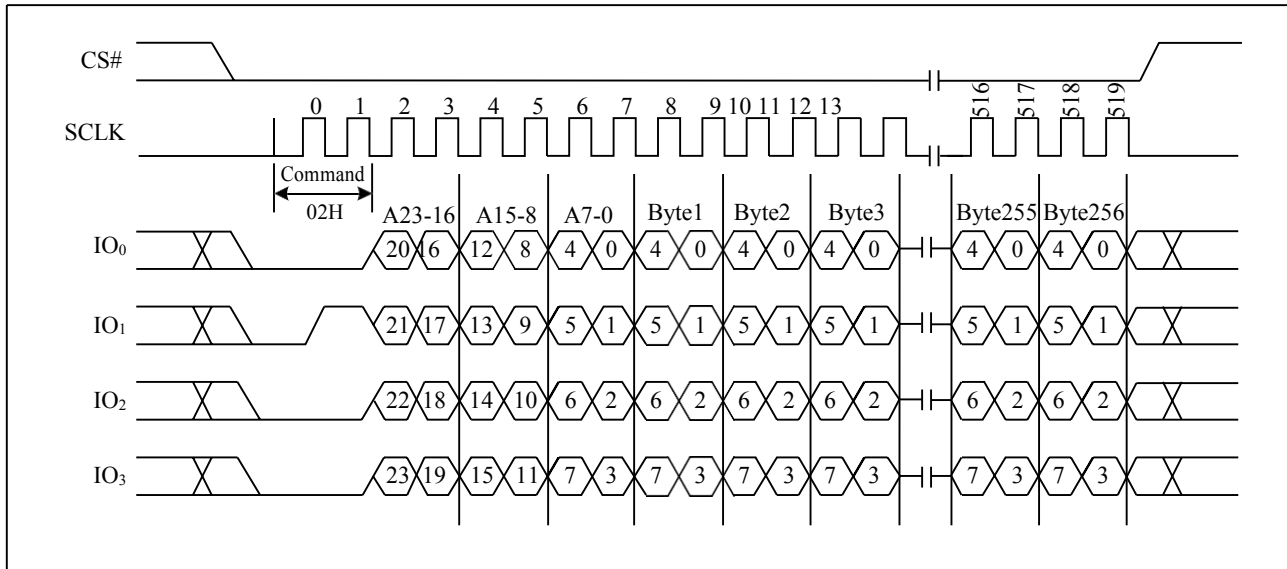 CS#
0 1 2 3 4 5 6 7 8 9 10 11 12 13 516 517 518 519
SCLK
Command
02H
A23-16 A15-8 A7-0 Byte1 Byte2 Byte3 Byte255 Byte256
IO0 20 16 12 8 4 0 4 0 4 0 4 0 4 0 4 0
IO1 21 17 13 9 5 1 5 1 5 1 5 1 5 1 5 1
IO2 22 18 14 10 6 2 6 2 6 2 6 2 6 2 6 2
IO3 23 19 15 11 7 3 7 3 7 3 7 3 7 3 7 3